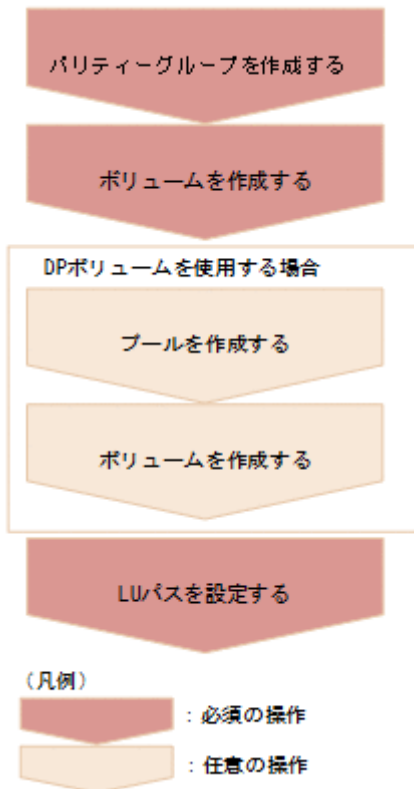 パリティーグループを作成する
ボリュームを作成する
DPボリュームを使用する場合
プールを作成する
ボリュームを作成する
LUパスを設定する
（凡例）
：必須の操作
：任意の操作